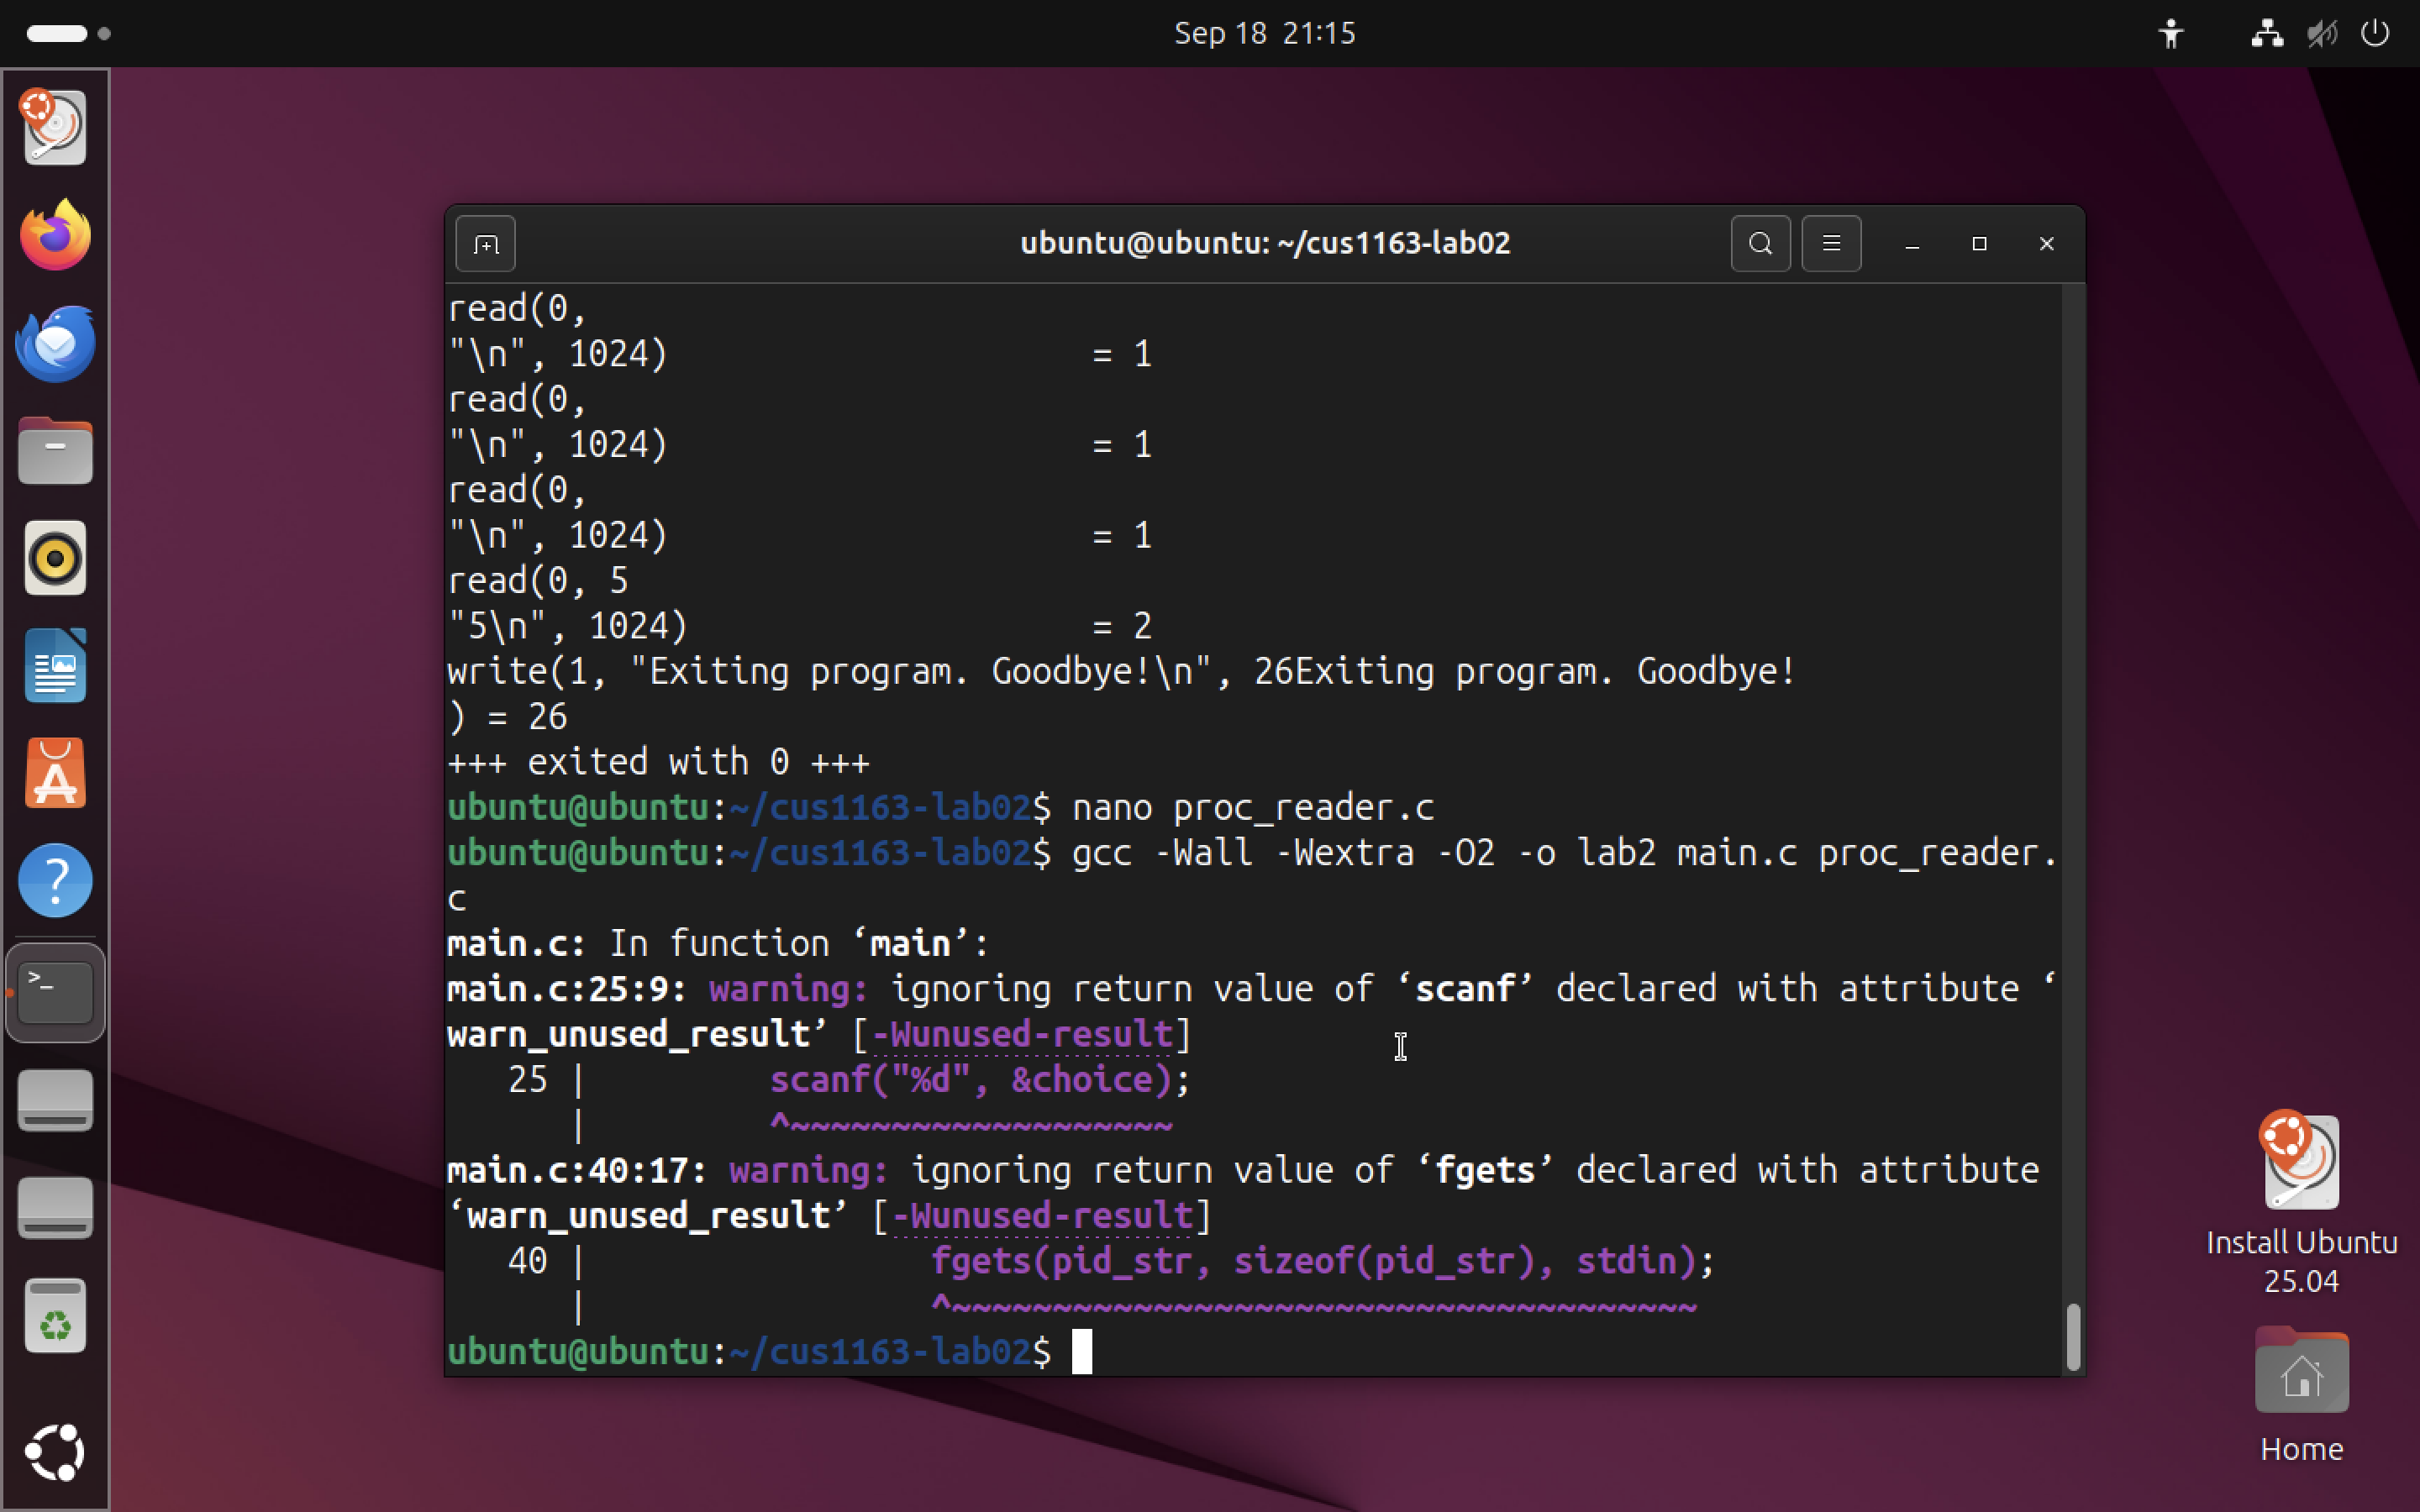 Sep 18 21:15
ubuntu@ubuntu: ~/cus1163-lab02
read(0,
"\n", 1024) = 1
read(0,
"\n", 1024) = 1
read(0,
"\n", 1024) = 1
read(0, 5
"5\n", 1024) = 2
write(1, "Exiting program. Goodbye!\n", 26Exiting program. Goodbye!
) = 26
+++ exited with 0 +++
ubuntu@ubuntu:~/cus1163-lab02$ nano proc_reader.c
ubuntu@ubuntu:~/cus1163-lab02$ gcc -Wall -Wextra -O2 -o lab2 main.c proc_reader.
c
main.c: In function ‘main’:
main.c:25:9: warning: ignoring return value of ‘scanf’ declared with attribute ‘
warn_unused_result’ [-Wunused-result]
25 | scanf("%d", &choice);
| ^~~~~~~~~~~~~~~~~~~~
main.c:40:17: warning: ignoring return value of ‘fgets’ declared with attribute
‘warn_unused_result’ [-Wunused-result]
40 | fgets(pid_str, sizeof(pid_str), stdin);
| ^~~~~~~~~~~~~~~~~~~~~~~~~~~~~~~~~~~~~~
ubuntu@ubuntu:~/cus1163-lab02$
Install Ubuntu
25.04
Home